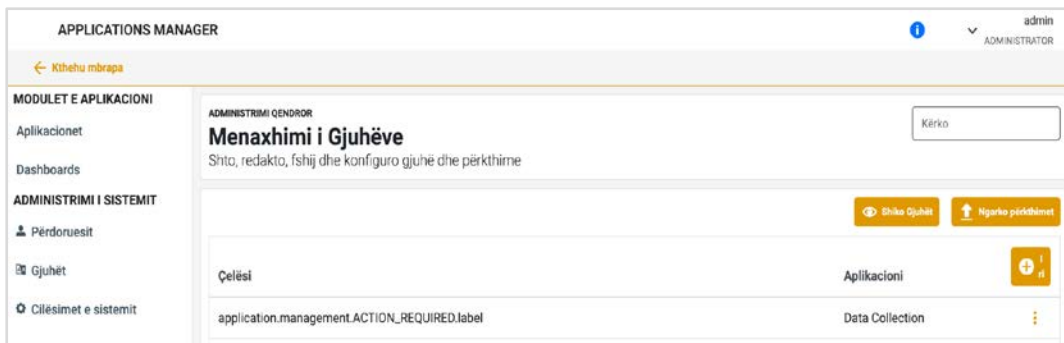 APPLICATIONS MANAGER
admin
ADMINISTRATOR
Kthehu mbrapa
MODULET E APLIKACIONI
Aplikacionet
Dashboards
ADMINISTRIMI I SISTEMIT
Përdoruesit
Gjuhët
Cilësimet e sistemit
ADMINISTRIMI QENDROR
Menaxhimi i Gjuhëve
Shto, redakto, fshij dhe konfiguro gjuhë dhe përkthime
Kërko
Shiko Gjuhët
Ngarko përkthimet
Çelësi
Aplikacioni
I
ri
application.management.ACTION_REQUIRED.label
Data Collection